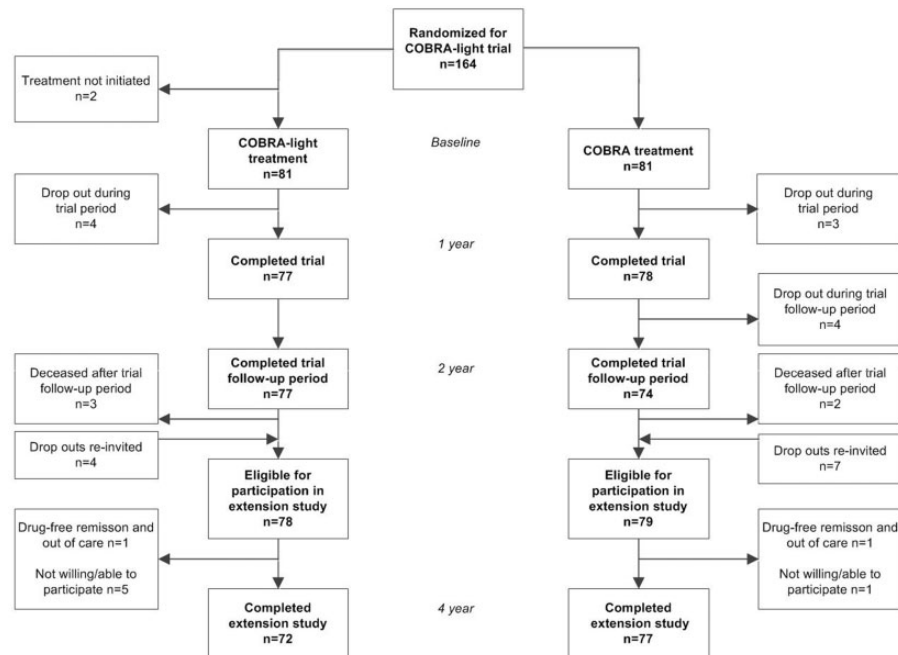 Randomized for
COBRA-light trial
n=164
Treatment not initiated
n=2
Baseline
COBRA-light
treatment
n=81
COBRA treatment
n=81
Drop out during
trial period
n=4
Drop out during
trial period
n=3
1 year
Completed trial
n=77
Completed trial
n=78
Drop out during trial
follow-up period
n=4
Completed trial
follow-up period
n=77
2 year
Completed trial
follow-up period
n=74
Deceased after trial
follow-up period
n=3
Deceased after trial
follow-up period
n=2
Drop outs re-invited
n=4
Drop outs re-invited
n=7
Eligible for
participation in
extension study
n=78
Eligible for
participation in
extension study
n=79
Drug-free remisson and
out of care n=1
Not willing/able to
participate n=5
Drug-free remisson and
out of care n=1
Not willing/able to
participate n=1
Completed
extension study
n=72
4 year
Completed
extension study
n=77